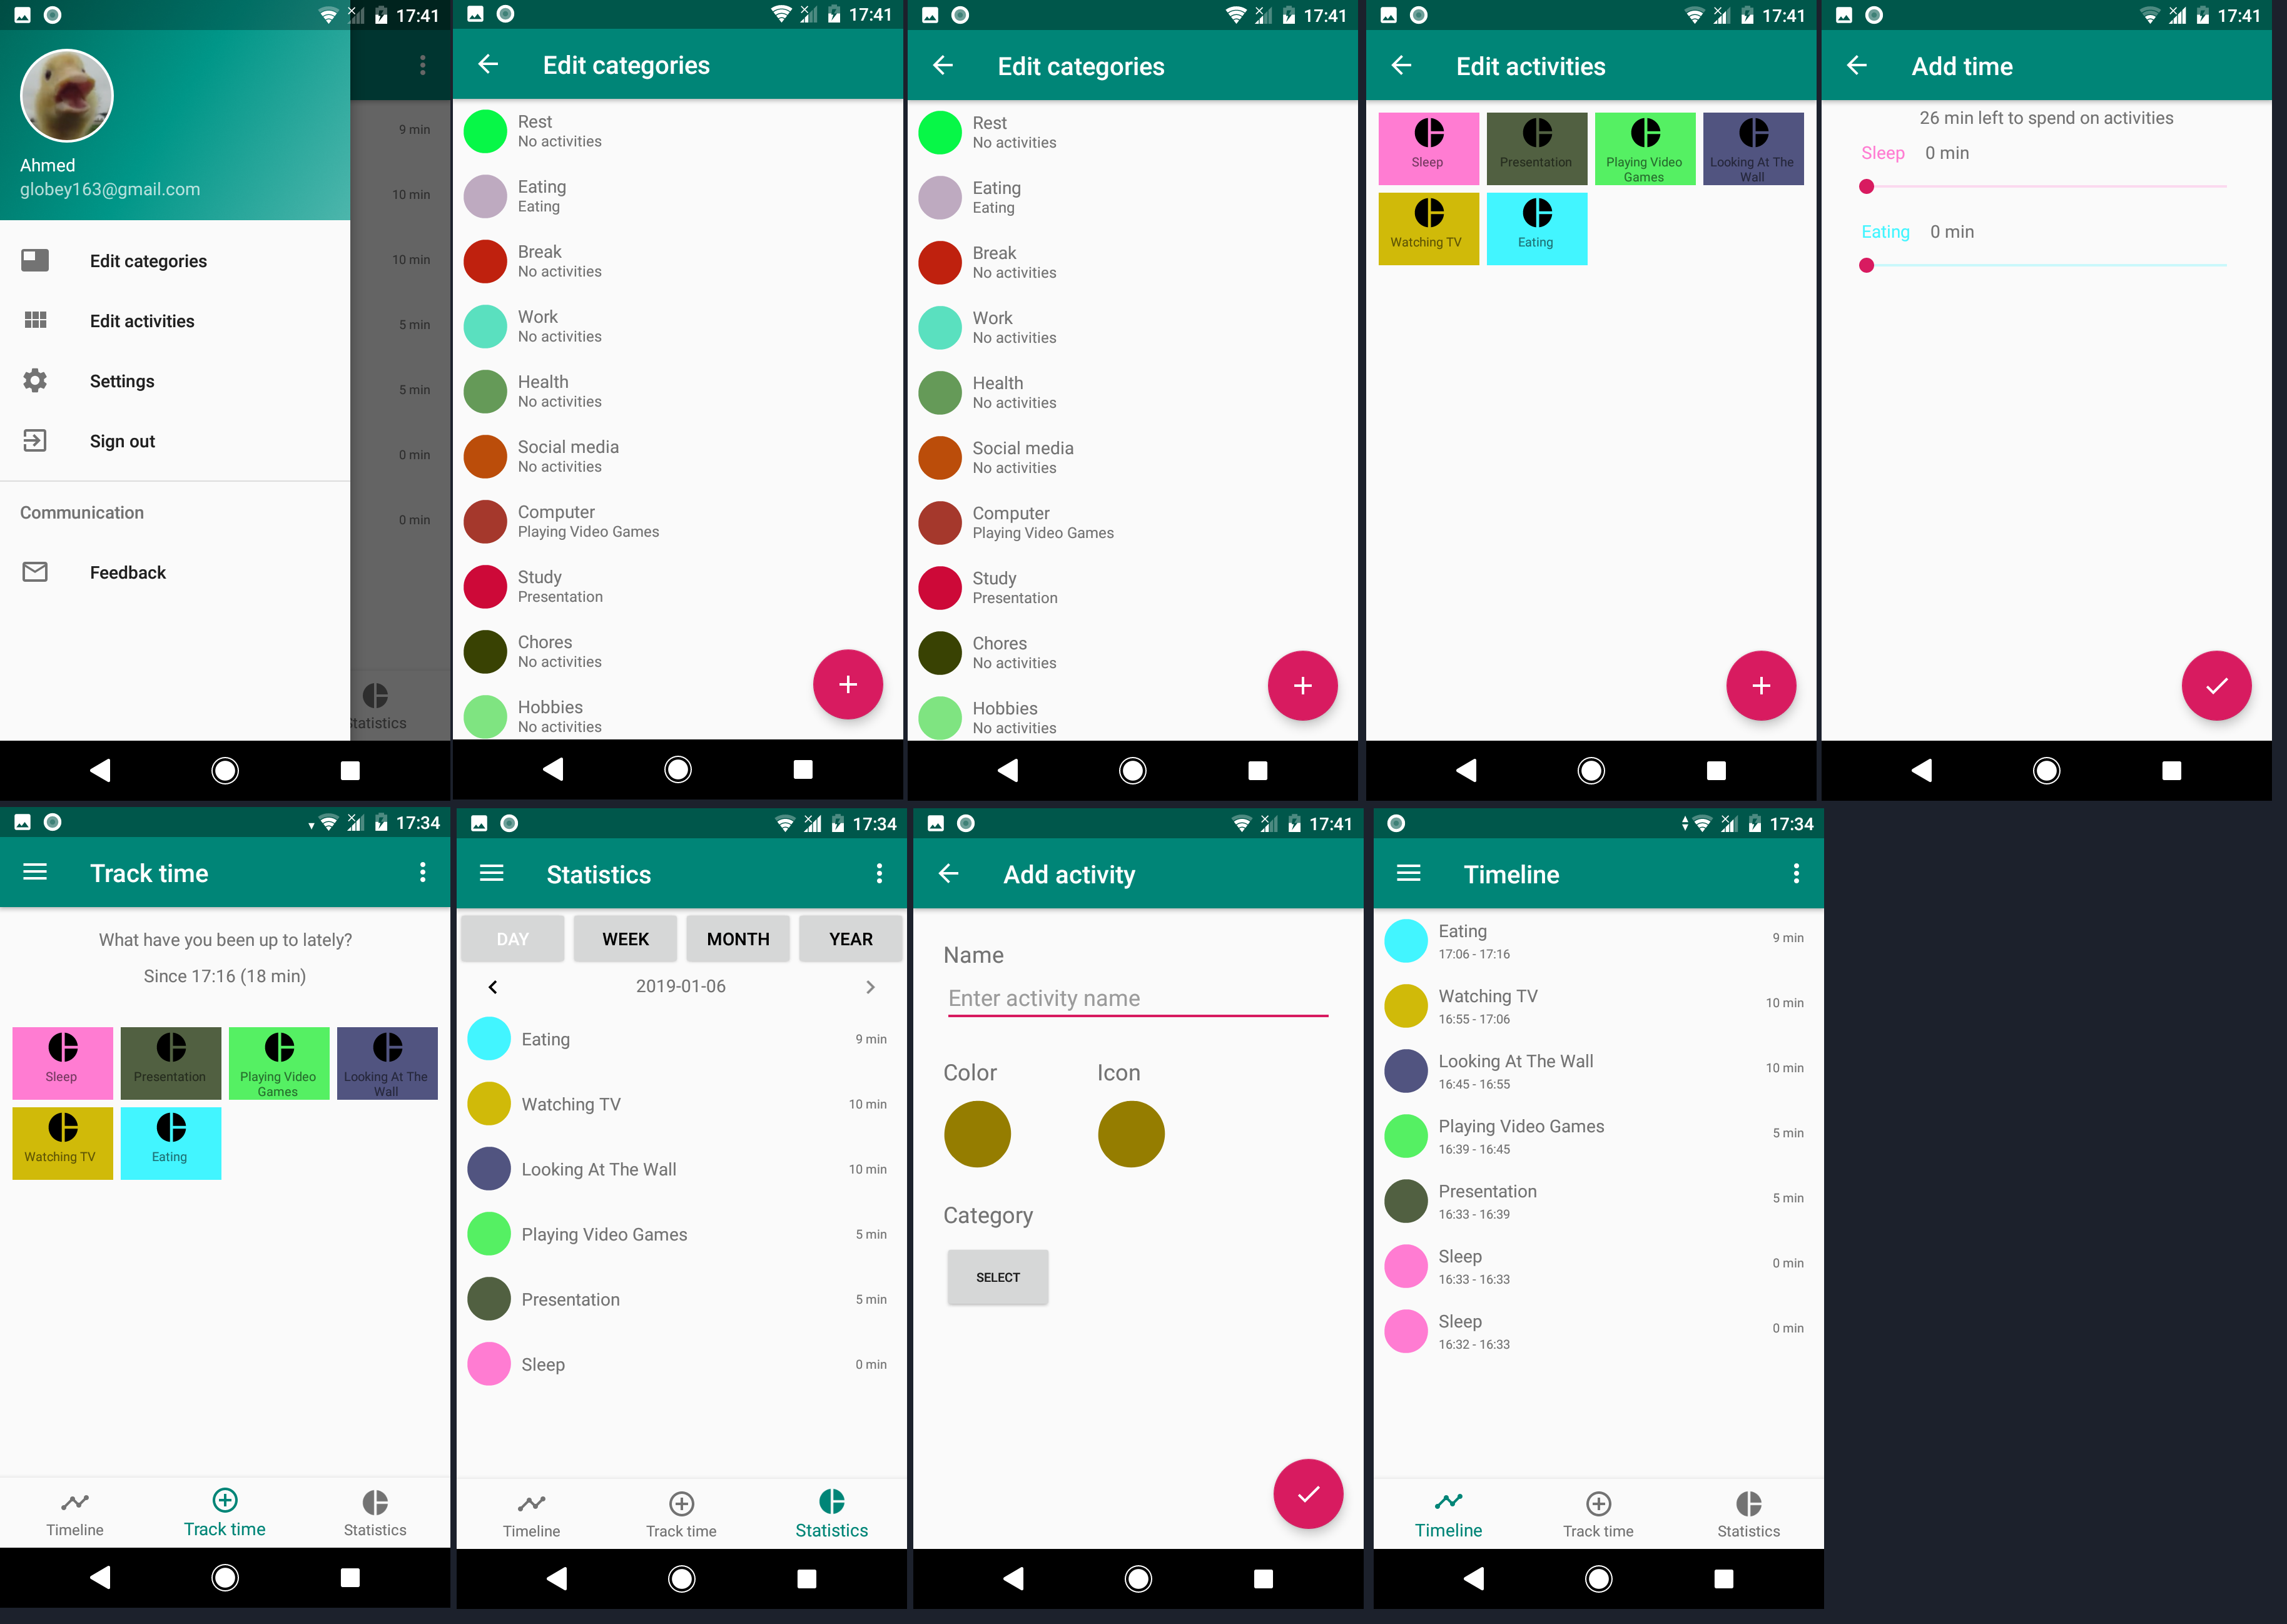 17:41
9 min
Ahmed
globey163@gmail.com
10 min
Edit categories
10 min
Edit activities
5 min
Settings
5 min
Sign out
0 min
Communication
0 min
Feedback
tatistics
17:41
Edit categories
Rest
No activities
Eating
Eating
Break
No activities
Work
No activities
Health
No activities
Social media
No activities
Computer
Playing Video Games
Study
Presentation
Chores
No activities
Hobbies
No activities
17:41
Edit categories
Rest
No activities
Eating
Eating
Break
No activities
Work
No activities
Health
No activities
Social media
No activities
Computer
Playing Video Games
Study
Presentation
Chores
No activities
Hobbies
No activities
17:41
Edit activities
Sleep
Presentation
Playing Video
Games
Looking At The
Wall
Watching TV
Eating
17:41
Add time
26 min left to spend on activities
Sleep 0 min
Eating 0 min
17:34
Track time
What have you been up to lately?
Since 17:16 (18 min)
Sleep
Presentation
Playing Video
Games
Looking At The
Wall
Watching TV
Eating
Timeline
Track time
Statistics
17:34
Statistics
DAY WEEK MONTH YEAR
2019-01-06
Eating 9 min
Watching TV 10 min
Looking At The Wall 10 min
Playing Video Games 5 min
Presentation 5 min
Sleep 0 min
Timeline
Track time
Statistics
17:41
Add activity
Name
Enter activity name
Color Icon
Category
SELECT
17:34
Timeline
Eating 9 min
17:06 - 17:16
Watching TV 10 min
16:55 - 17:06
Looking At The Wall 10 min
16:45 - 16:55
Playing Video Games 5 min
16:39 - 16:45
Presentation 5 min
16:33 - 16:39
Sleep 0 min
16:33 - 16:33
Sleep 0 min
16:32 - 16:33
Timeline
Track time
Statistics